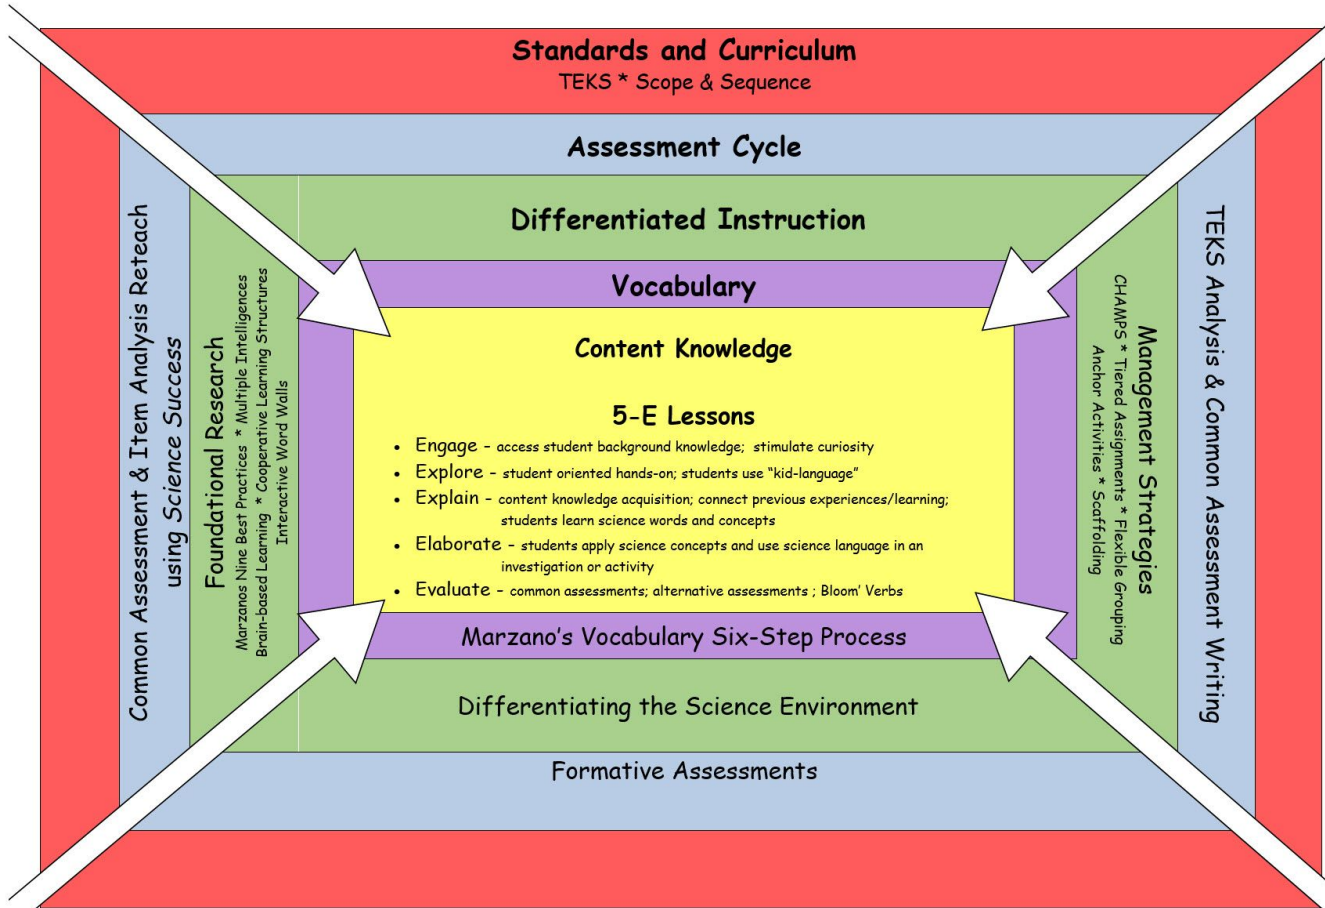 Standards and Curriculum
TEKS * Scope & Sequence
Assessment Cycle
Differentiated Instruction
Vocabulary
Content Knowledge
5-E Lessons
• Engage – access student background knowledge; stimulate curiosity
• Explore – student oriented hands-on; students use “kid-language”
• Explain – content knowledge acquisition; connect previous experiences/learning;
students learn science words and concepts
• Elaborate – students apply science concepts and use science language in an
investigation or activity
• Evaluate – common assessments; alternative assessments ; Bloom’ Verbs
Marzano’s Vocabulary Six-Step Process
Differentiating the Science Environment
Formative Assessments
Common Assessment & Item Analysis Reteach
using Science Success
Foundational Research
Marzanos Nine Best Practices * Multiple Intelligences
Brain-based Learning * Cooperative Learning Structures
Interactive Word Walls
TEKS Analysis & Common Assessment Writing
Management Strategies
CHAMPS * Tiered Assignments * Flexible Grouping
Anchor Activities * Scaffolding